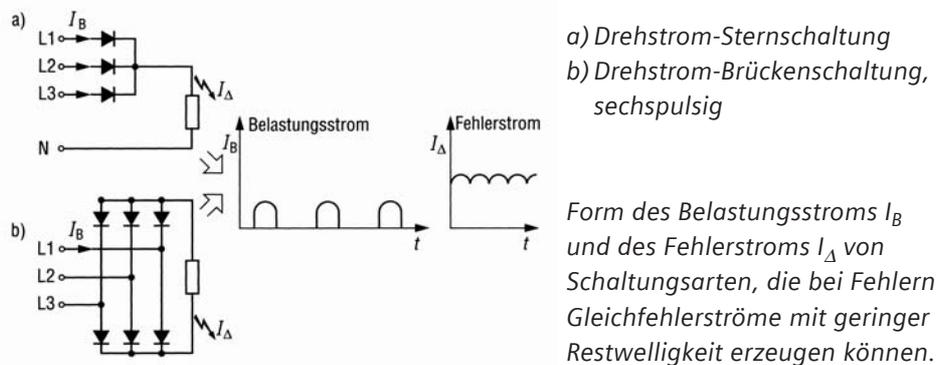 a) I_B
L1
L2
L3
I_Δ
N
b) I_B
L1
L2
L3
I_Δ
Belastungsstrom
I_B
t
Fehlerstrom
I_Δ
t
a) Drehstrom-Sternschaltung
b) Drehstrom-Brückenschaltung,
sechspulsig
Form des Belastungsstroms I_B
und des Fehlerstroms I_Δ von
Schaltungsarten, die bei Fehlern
Gleichfehlerströme mit geringer
Restwelligkeit erzeugen können.